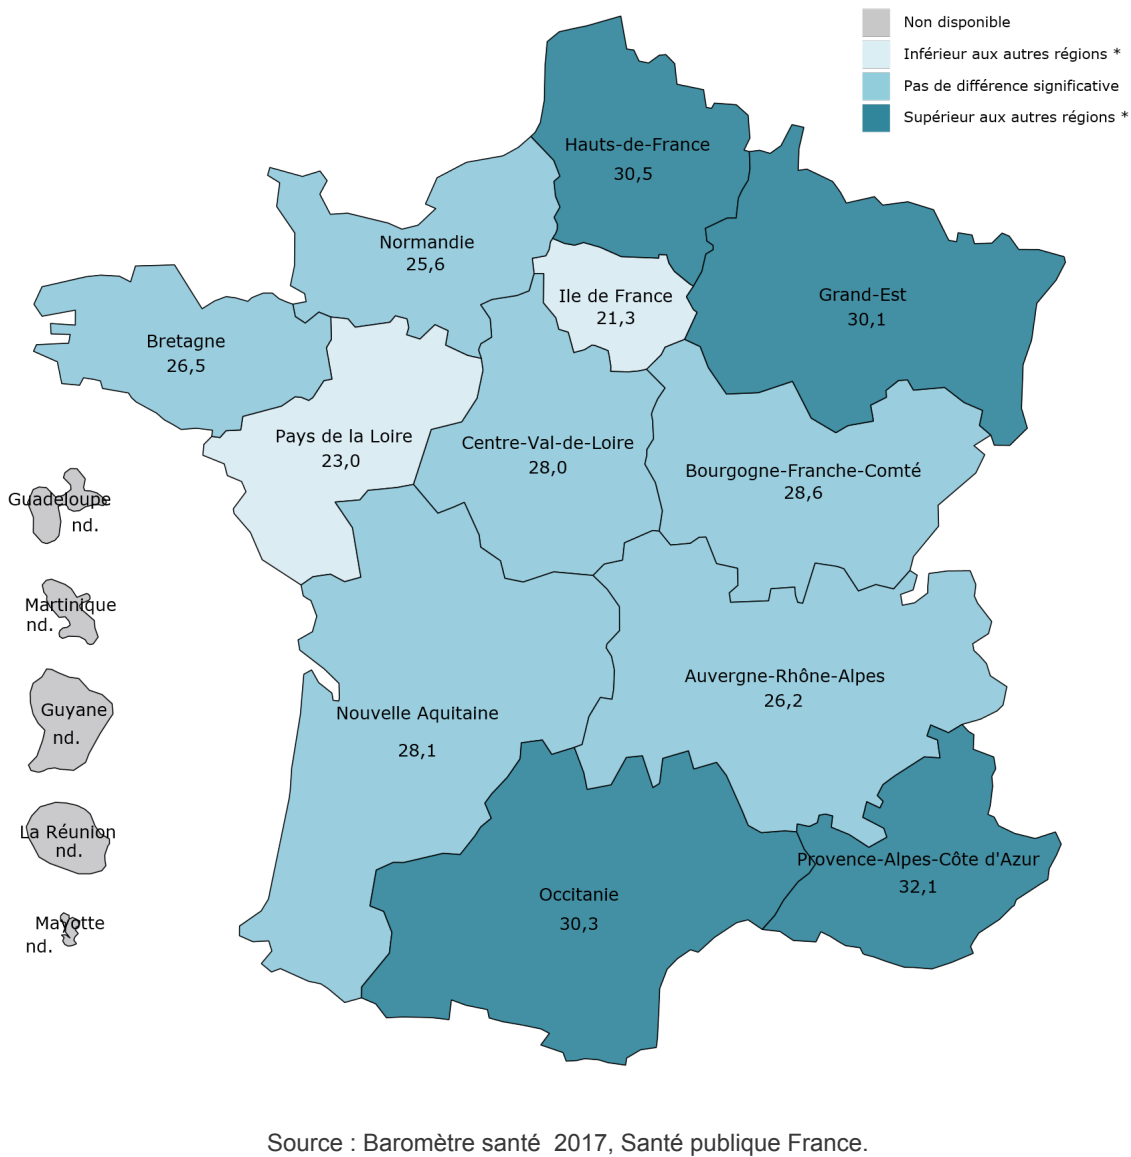 Non disponible
Inférieur aux autres régions *
Pas de différence significative
Supérieur aux autres régions *
Hauts-de-France
30,5
Normandie
25,6
Ile de France
21,3
Grand-Est
30,1
Bretagne
26,5
Pays de la Loire
23,0
Centre-Val-de-Loire
28,0
Bourgogne-Franche-Comté
28,6
Guadeloupe
nd.
Martinique
nd.
Auvergne-Rhône-Alpes
26,2
Guyane
nd.
Nouvelle Aquitaine
28,1
La Réunion
nd.
Provence-Alpes-Côte d'Azur
32,1
Occitanie
30,3
Mayotte
nd.
Source : Baromètre santé  2017, Santé publique France.